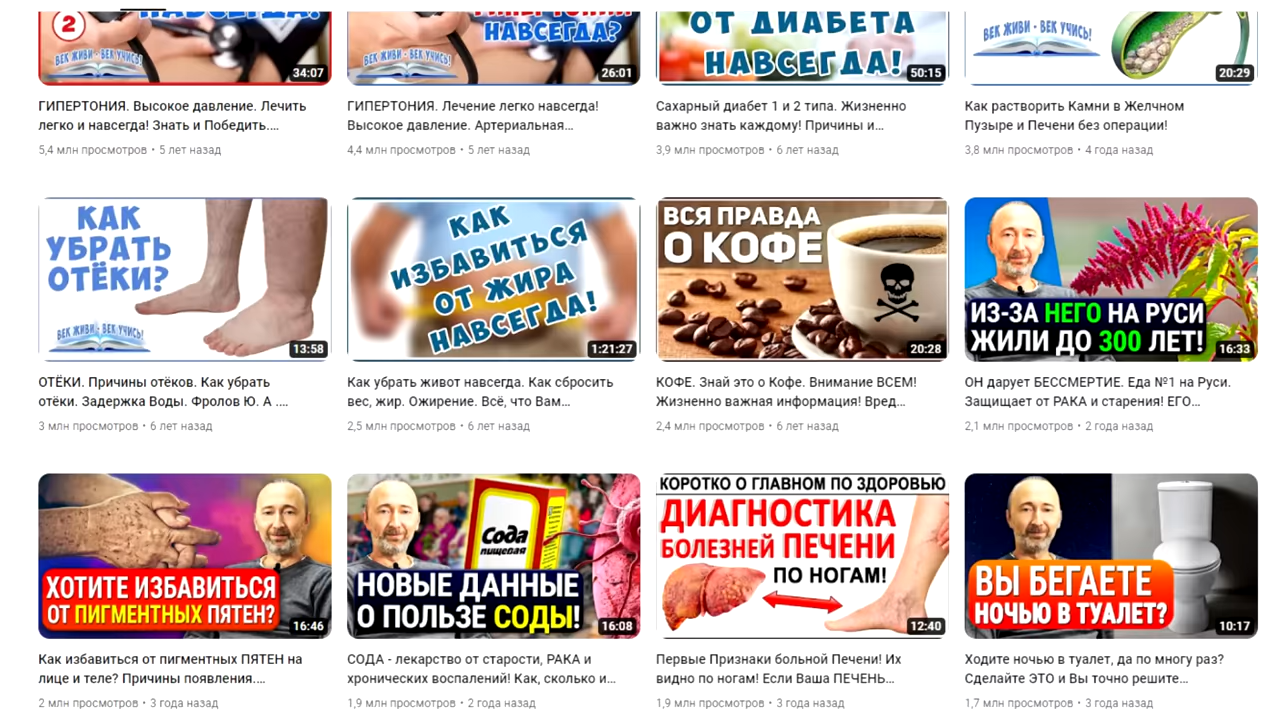 2
НАВСЕГДА!
ВЕК ЖИВИ - ВЕК УЧИСЬ!
34:07
ГИПЕРТОНИЯ. Высокое давление. Лечить
легко и навсегда! Знать и Победить....
5,4 млн просмотров • 5 лет назад
ГИПЕРТОНИИ
НАВСЕГДА?
ВЕК ЖИВИ - ВЕК УЧИСЬ!
26:01
ГИПЕРТОНИЯ. Лечение легко навсегда!
Высокое давление. Артериальная...
4,4 млн просмотров • 5 лет назад
ОТ ДИАБЕТА
НАВСЕГДА!
50:15
Сахарный диабет 1 и 2 типа. Жизненно
важно знать каждому! Причины и...
3,9 млн просмотров • 6 лет назад
ВЕК ЖИВИ - ВЕК УЧИСЬ!
20:29
Как растворить Камни в Желчном
Пузыре и Печени без операции!
3,8 млн просмотров • 4 года назад
КАК
УБРАТЬ
ОТЁКИ?
ВЕК ЖИВИ - ВЕК УЧИСЬ!
13:58
ОТЁКИ. Причины отёков. Как убрать
отёки. Задержка Воды. Фролов Ю. А ....
3 млн просмотров • 6 лет назад
КАК
ИЗБАВИТЬСЯ
ОТ ЖИРА
НАВСЕГДА!
1:21:27
Как убрать живот навсегда. Как сбросить
вес, жир. Ожирение. Всё, что Вам...
2,5 млн просмотров • 6 лет назад
ВСЯ ПРАВДА
О КОФЕ
20:28
КОФЕ. Знай это о Кофе. Внимание ВСЕМ!
Жизненно важная информация! Вред...
2,4 млн просмотров • 6 лет назад
ИЗ-ЗА НЕГО НА РУСИ
ЖИЛИ ДО 300 ЛЕТ!
16:33
ОН дарует БЕССМЕРТИЕ. Еда №1 на Руси.
Защищает от РАКА и старения! ЕГО...
2,1 млн просмотров • 2 года назад
ХОТИТЕ ИЗБАВИТЬСЯ
ОТ ПИГМЕНТНЫХ ПЯТЕН?
16:46
Как избавиться от пигментных ПЯТЕН на
лице и теле? Причины появления....
2 млн просмотров • 3 года назад
Сода
пищевая
НОВЫЕ ДАННЫЕ
О ПОЛЬЗЕ СОДЫ!
16:08
СОДА - лекарство от старости, РАКА и
хронических воспалений! Как, сколько и...
1,9 млн просмотров • 2 года назад
КОРОТКО О ГЛАВНОМ ПО ЗДОРОВЬЮ
ДИАГНОСТИКА
БОЛЕЗНЕЙ ПЕЧЕНИ
ПО НОГАМ!
12:40
Первые Признаки больной Печени! Их
видно по ногам! Если Ваша ПЕЧЕНЬ...
1,9 млн просмотров • 3 года назад
ВЫ БЕГАЕТЕ
НОЧЬЮ В ТУАЛЕТ?
10:17
Ходите ночью в туалет, да по многу раз?
Сделайте ЭТО и Вы точно решите...
1,7 млн просмотров • 3 года назад